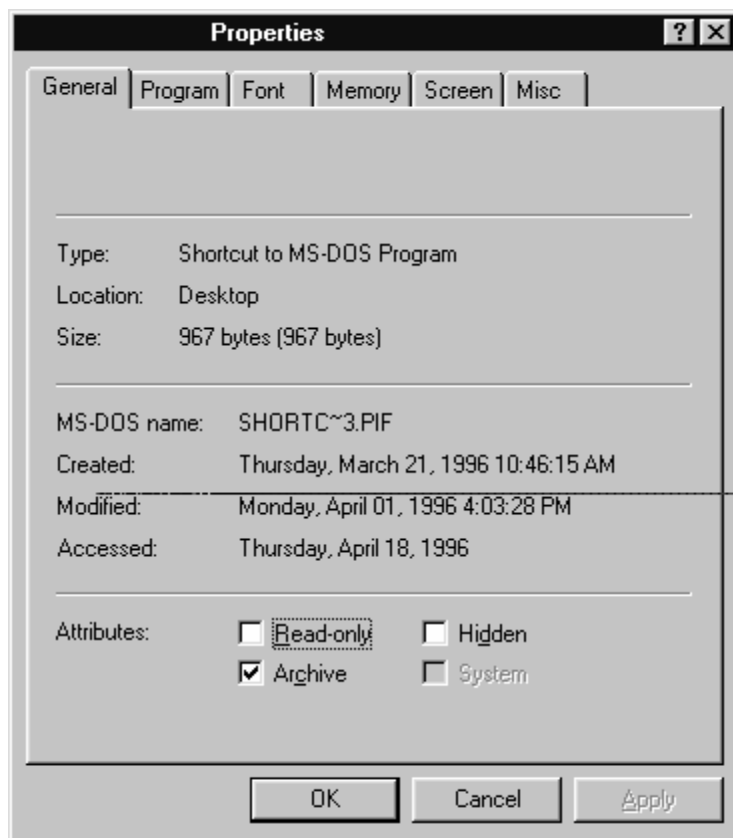 Properties
General Program Font Memory Screen Misc
Type: Shortcut to MS-DOS Program
Location: Desktop
Size: 967 bytes (967 bytes)
MS-DOS name: SHORTC~3.PIF
Created: Thursday, March 21, 1996 10:46:15 AM
Modified: Monday, April 01, 1996 4:03:28 PM
Accessed: Thursday, April 18, 1996
Attributes: Read-only Hidden
Archive System
OK Cancel Apply